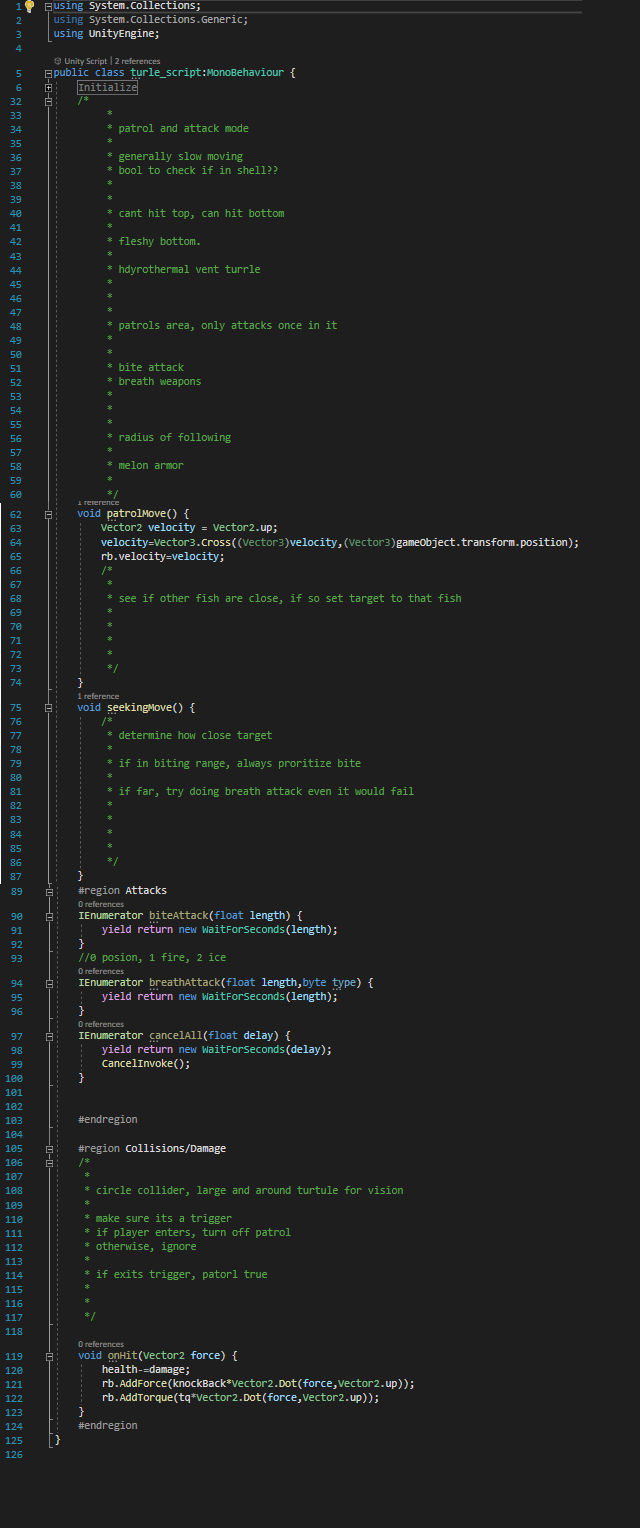 1 using System.Collections;
2 using System.Collections.Generic;
3 using UnityEngine;
4
Unity Script | 2 references
5 public class turle_script:MonoBehaviour {
6 Initialize
32 /*
33 *
34 * patrol and attack mode
35 *
36 * generally slow moving
37 * bool to check if in shell??
38 *
39 *
40 * cant hit top, can hit bottom
41 *
42 * fleshy bottom.
43 *
44 * hdyrothermal vent turrle
45 *
46 *
47 *
48 * patrols area, only attacks once in it
49 *
50 *
51 * bite attack
52 * breath weapons
53 *
54 *
55 *
56 * radius of following
57 *
58 * melon armor
59 *
60 */
1 reference
62 void patrolMove() {
63 Vector2 velocity = Vector2.up;
64 velocity=Vector3.Cross((Vector3)velocity,(Vector3)gameObject.transform.position);
65 rb.velocity=velocity;
66 /*
67 *
68 * see if other fish are close, if so set target to that fish
69 *
70 *
71 *
72 *
73 */
74 }
1 reference
75 void seekingMove() {
76 /*
77 * determine how close target
78 *
79 * if in biting range, always proritize bite
80 *
81 * if far, try doing breath attack even it would fail
82 *
83 *
84 *
85 *
86 */
87 }
89 #region Attacks
0 references
90 IEnumerator biteAttack(float length) {
91 yield return new WaitForSeconds(length);
92 }
93 //0 posion, 1 fire, 2 ice
0 references
94 IEnumerator breathAttack(float length,byte type) {
95 yield return new WaitForSeconds(length);
96 }
0 references
97 IEnumerator cancelAll(float delay) {
98 yield return new WaitForSeconds(delay);
99 CancelInvoke();
100 }
101
102
103 #endregion
104
105 #region Collisions/Damage
106 /*
107 *
108 * circle collider, large and around turtule for vision
109 *
110 * make sure its a trigger
111 * if player enters, turn off patrol
112 * otherwise, ignore
113 *
114 * if exits trigger, patorl true
115 *
116 *
117 */
118
0 references
119 void onHit(Vector2 force) {
120 health-=damage;
121 rb.AddForce(knockBack*Vector2.Dot(force,Vector2.up));
122 rb.AddTorque(tq*Vector2.Dot(force,Vector2.up));
123 }
124 #endregion
125 }
126